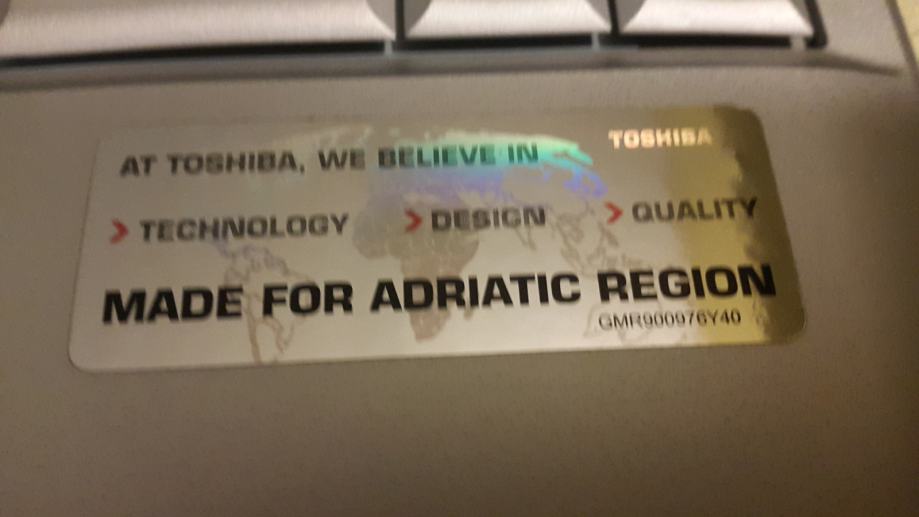 TOSHIBA
AT TOSHIBA, WE BELIEVE IN
> TECHNOLOGY > DESIGN > QUALITY
MADE FOR ADRIATIC REGION
GMR900976Y40